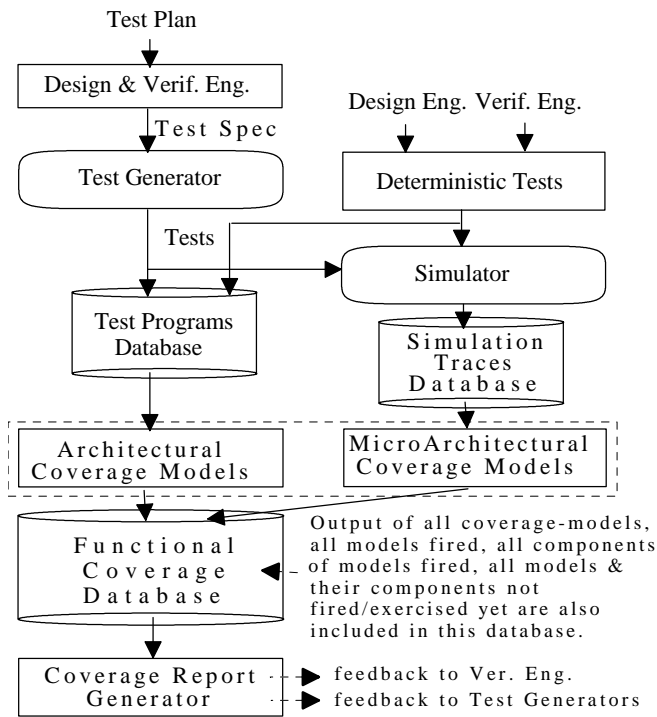 Test Plan
Design & Verif. Eng.
Test Spec
Test Generator
Design Eng. Verif. Eng.
Deterministic Tests
Tests
Simulator
Test Programs
Database
Simulation
Traces
Database
Architectural
Coverage Models
MicroArchitectural
Coverage Models
Functional
Coverage
Database
Output of all coverage-models,
all models fired, all components
of models fired, all models &
their components not
fired/exercised yet are also
included in this database.
Coverage Report
Generator
feedback to Ver. Eng.
feedback to Test Generators